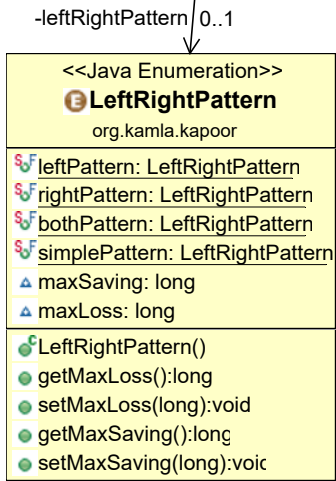 -leftRightPattern 0..1
<<Java Enumeration>>
LeftRightPattern
org.kamla.kapoor
leftPattern: LeftRightPattern
rightPattern: LeftRightPattern
bothPattern: LeftRightPattern
simplePattern: LeftRightPattern
maxSaving: long
maxLoss: long
LeftRightPattern()
getMaxLoss():long
setMaxLoss(long):void
getMaxSaving():long
setMaxSaving(long):void